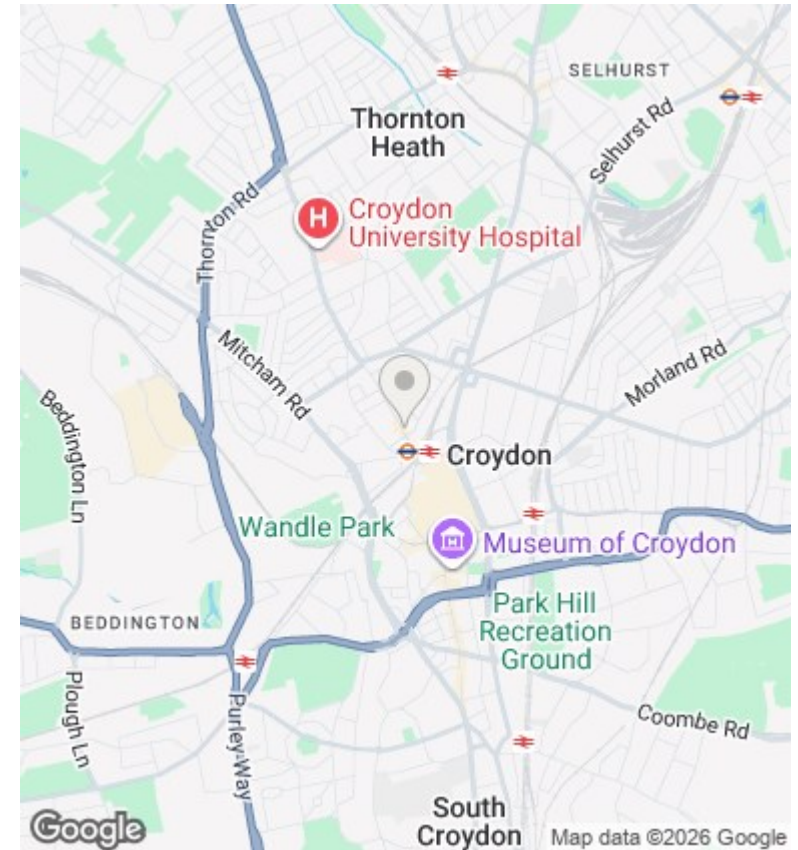 SELHURST
Thornton
Heath
Selhurst Rd
Thornton Rd
H
Croydon
University Hospital
Mitcham Rd
Morland Rd
Beddington Ln
Croydon
Wandle Park
Museum of Croydon
BEDDINGTON
Park Hill
Recreation
Ground
Plough Ln
Purley Way
Coombe Rd
South
Croydon
Google
Map data ©2026 Google